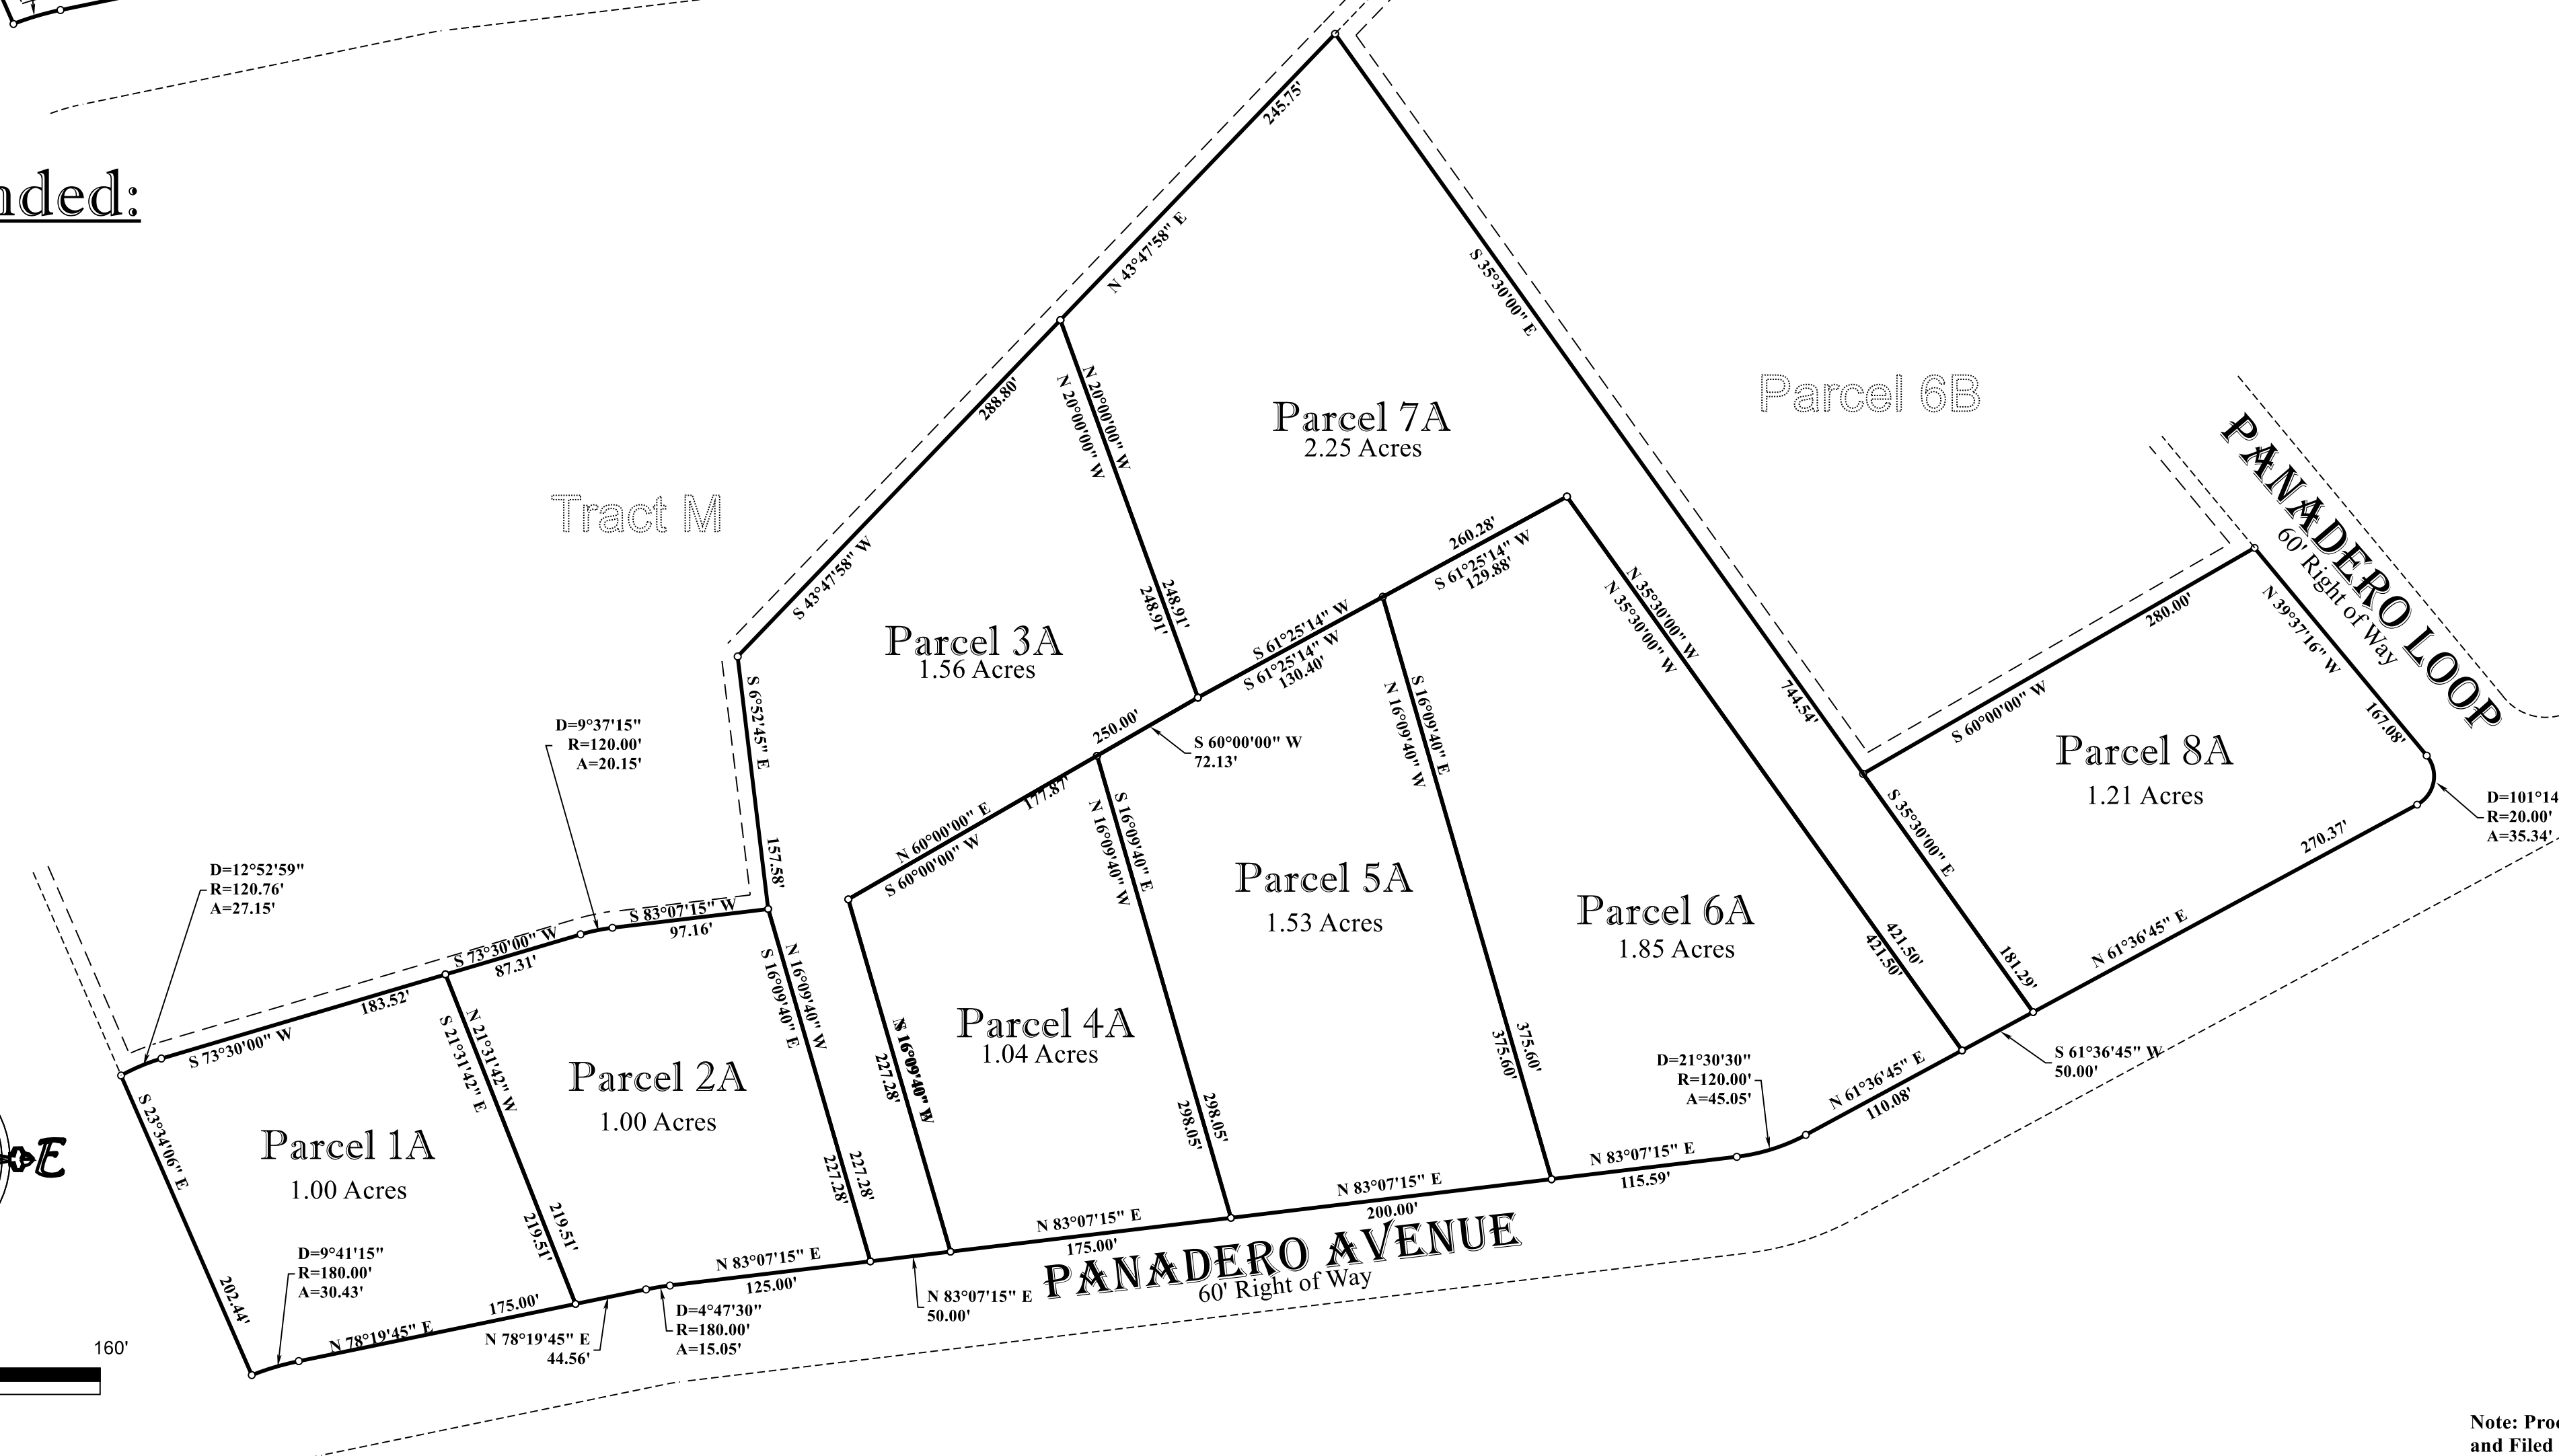 nded:
245.75'
N 43°47'58" E
S 35°30'00" E
288.80'
N 20°00'00" W
N 20°00'00" W
Parcel 7A
2.25 Acres
Parcel 6B
PANADERO LOOP
60' Right of Way
Tract M
S 43°47'58" W
260.28'
S 61°25'14" W
129.88'
248.91'
248.91'
S 61°25'14" W
S 61°25'14" W
130.40'
N 35°30'00" W
N 35°30'00" W
280.00'
S 60°00'00" W
N 39°37'16" W
167.08'
Parcel 3A
1.56 Acres
S 6°52'45" E
157.58'
D=9°37'15"
R=120.00'
A=20.15'
250.00'
S 60°00'00" W
72.13'
S 16°09'40" E
N 16°09'40" W
744.54'
Parcel 8A
1.21 Acres
D=101°14
R=20.00'
A=35.34'
270.37'
N 61°36'45" E
S 35°30'00" E
181.29'
177.87'
N 60°00'00" E
S 60°00'00" W
S 16°09'40" E
N 16°09'40" W
Parcel 5A
1.53 Acres
Parcel 6A
1.85 Acres
421.50'
421.50'
D=12°52'59"
R=120.76'
A=27.15'
S 83°07'15" W
97.16'
S 73°30'00" W
87.31'
183.52'
S 73°30'00" W
N 16°09'40" W
S 16°09'40" E
227.28'
Parcel 4A
1.04 Acres
375.60'
375.60'
D=21°30'30"
R=120.00'
A=45.05'
N 61°36'45" E
110.08'
S 61°36'45" W
50.00'
N 21°31'42" W
S 21°31'42" E
Parcel 2A
1.00 Acres
S 23°34'06" E
Parcel 1A
1.00 Acres
E
298.05'
298.05'
227.28'
227.28'
219.51'
219.51'
N 83°07'15" E
115.59'
N 83°07'15" E
200.00'
N 83°07'15" E
175.00'
PANADERO AVENUE
60' Right of Way
N 83°07'15" E
125.00'
N 83°07'15" E
50.00'
D=9°41'15"
R=180.00'
A=30.43'
202.44'
175.00'
N 78°19'45" E
N 78°19'45" E
44.56'
D=4°47'30"
R=180.00'
A=15.05'
160'
Note: Proc
and Filed